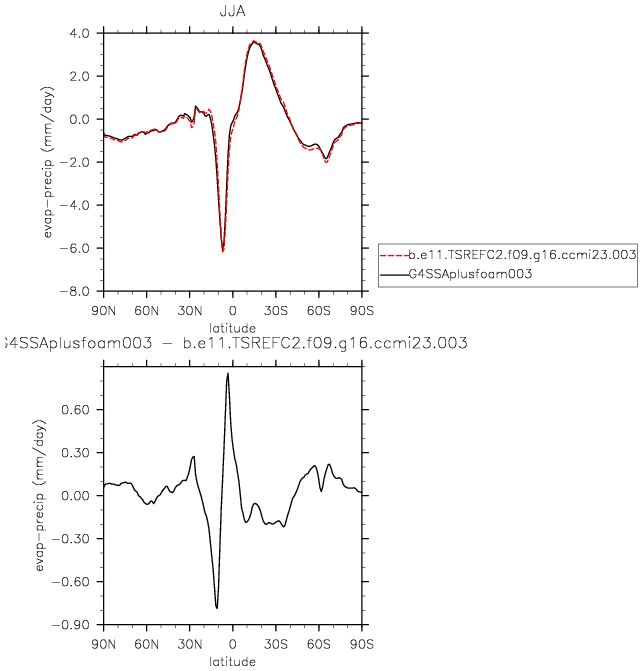 JJA
4.0
2.0
0.0
-2.0
-4.0
-6.0
-8.0
evap-precip (mm/day)
90N 60N 30N 0 30S 60S 90S
latitude
b.e11.TSREFC2.f09.g16.ccmi23.003
G4SSAplusfoam003
G4SSAplusfoam003 - b.e11.TSREFC2.f09.g16.ccmi23.003
0.60
0.30
0.00
-0.30
-0.60
-0.90
evap-precip (mm/day)
90N 60N 30N 0 30S 60S 90S
latitude